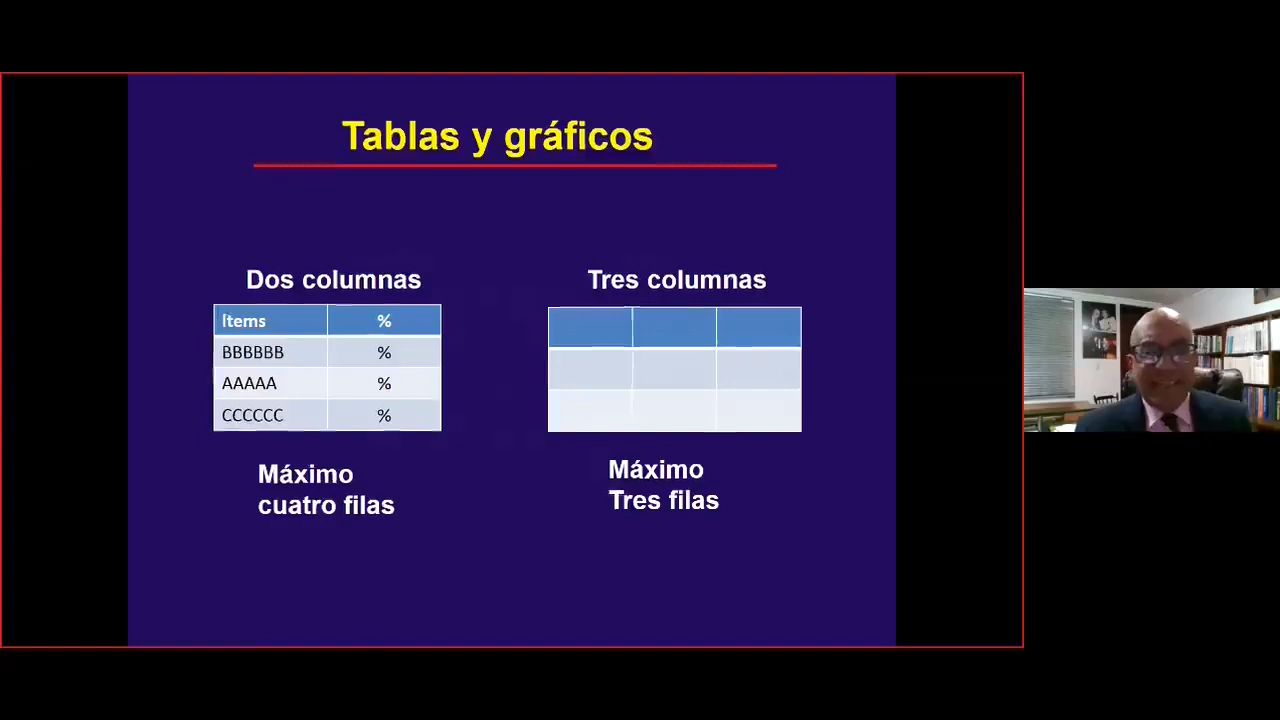 Tablas y gráficos
Dos columnas
Items %
BBBBBB %
AAAAA %
CCCCCC %
Máximo
cuatro filas
Tres columnas
Máximo
Tres filas